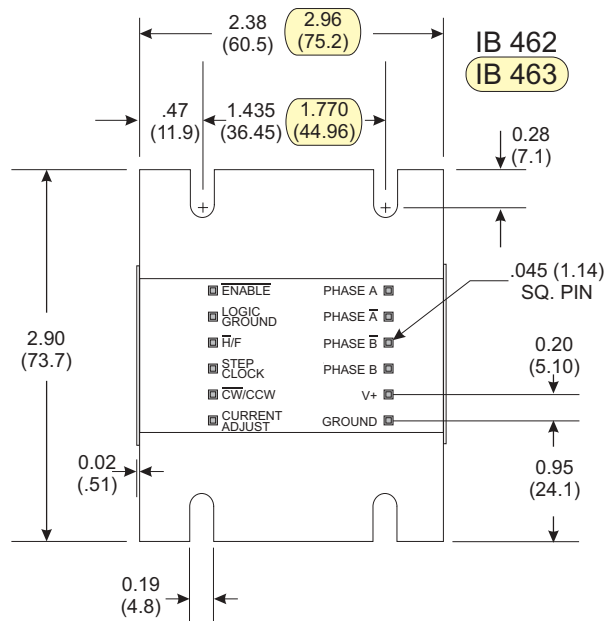 2.38 2.96
(60.5) (75.2)
IB 462
IB 463
.47 1.435 1.770
(11.9) (36.45) (44.96)
0.28
(7.1)
E̅N̅A̅B̅L̅E̅
LOGIC
GROUND
H̅/F
STEP
CLOCK
C̅W̅/CCW
CURRENT
ADJUST
PHASE A
PHASE A̅
PHASE B̅
PHASE B
V+
GROUND
.045 (1.14)
SQ. PIN
2.90
(73.7)
0.20
(5.10)
0.02
(.51)
0.95
(24.1)
0.19
(4.8)